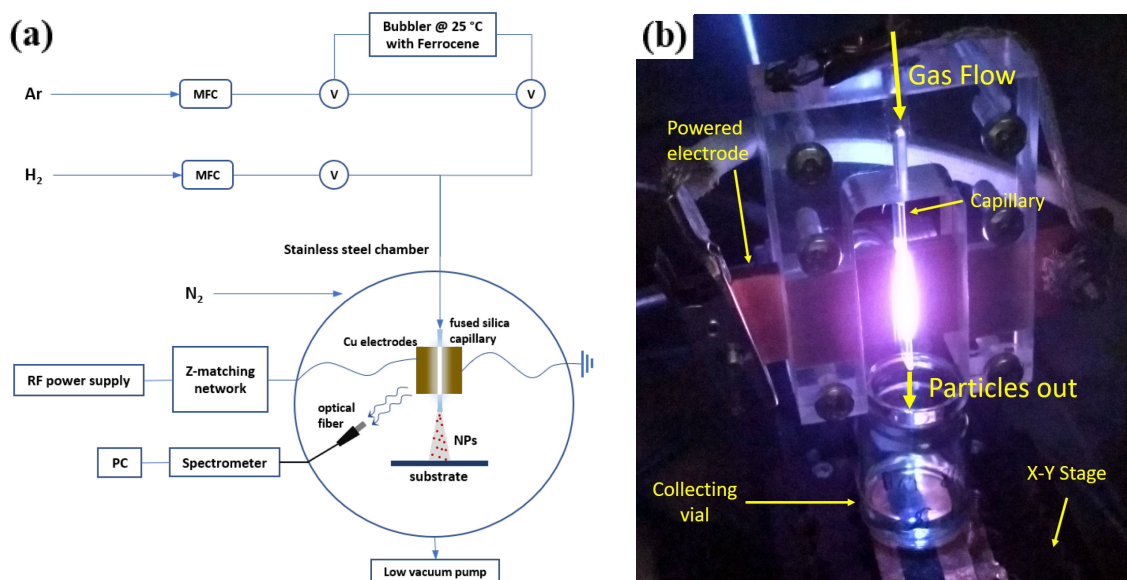 (a)
Bubbler @ 25 °C
with Ferrocene
Ar
MFC
V
V
H₂
MFC
V
Stainless steel chamber
N₂
Cu electrodes
fused silica
capillary
RF power supply
Z-matching
network
optical
fiber
NPs
PC
Spectrometer
substrate
Low vacuum pump
(b)
Gas Flow
Powered
electrode
Capillary
Particles out
Collecting
vial
X-Y Stage